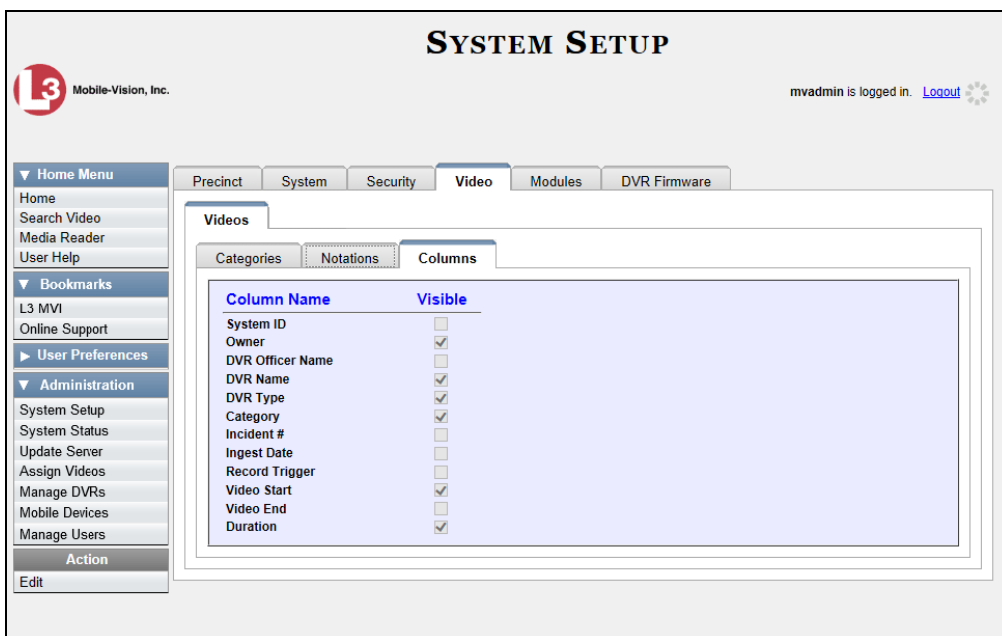 SYSTEM SETUP
L3 Mobile-Vision, Inc.
mvadmin is logged in. Logout
Home Menu
Home
Search Video
Media Reader
User Help
Bookmarks
L3 MVI
Online Support
User Preferences
Administration
System Setup
System Status
Update Server
Assign Videos
Manage DVRs
Mobile Devices
Manage Users
Action
Edit
Precinct System Security Video Modules DVR Firmware
Videos
Categories Notations Columns
Column Name Visible
System ID
Owner
DVR Officer Name
DVR Name
DVR Type
Category
Incident #
Ingest Date
Record Trigger
Video Start
Video End
Duration